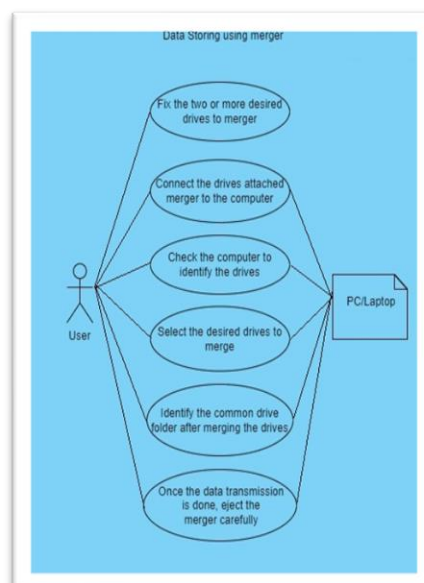 Data Storing using merger
Fix the two or more desired
drives to merger
Connect the drives attached
merger to the computer
Check the computer to
identify the drives
PC/Laptop
User
Select the desired drives to
merge
Identify the common drive
folder after merging the drives
Once the data transmission
is done, eject the
merger carefully